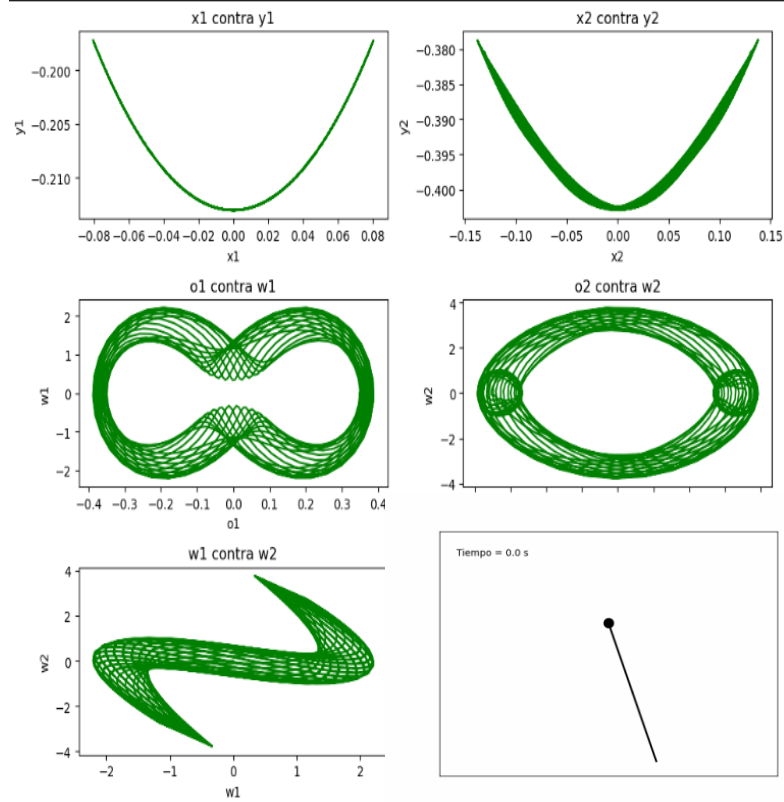 x1 contra y1
−0.200
−0.205
−0.210
y1
−0.08 −0.06 −0.04 −0.02 0.00 0.02 0.04 0.06 0.08
x1
x2 contra y2
−0.380
−0.385
−0.390
−0.395
−0.400
y2
−0.15 −0.10 −0.05 0.00 0.05 0.10 0.15
x2
o1 contra w1
2
1
0
−1
−2
w1
−0.4 −0.3 −0.2 −0.1 0.0 0.1 0.2 0.3 0.4
o1
o2 contra w2
4
2
0
−2
−4
w2
w1 contra w2
4
2
0
−2
−4
w2
−2 −1 0 1 2
w1
Tiempo = 0.0 s